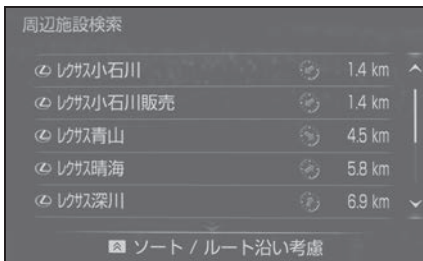 周辺施設検索
レクサス小石川 1.4 km
レクサス小石川販売 1.4 km
レクサス青山 4.5 km
レクサス晴海 5.8 km
レクサス深川 6.9 km
ソート / ルート沿い考慮